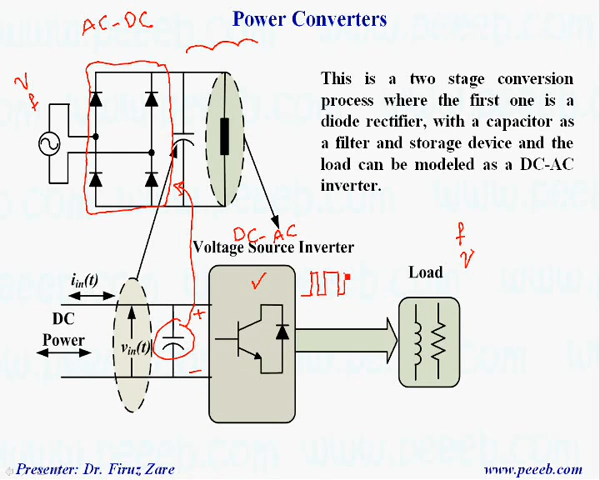 Power Converters
AC-DC
V
f
This is a two stage conversion
process where the first one is a
diode rectifier, with a capacitor as
a filter and storage device and the
load can be modeled as a DC-AC
inverter.
DC-AC
Voltage Source Inverter
f
V
Load
i_in(t)
DC
Power
v_in(t)
+
-
Presenter: Dr. Firuz Zare
www.peeeb.com